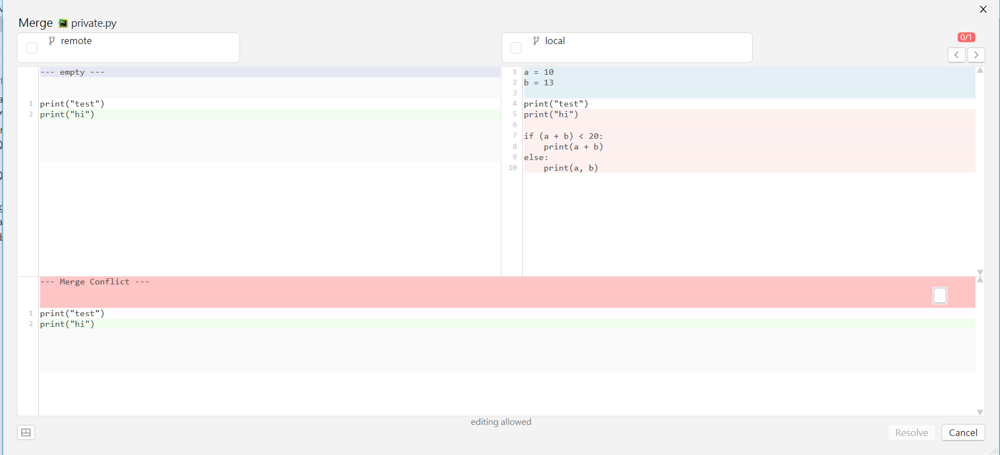 Merge private.py
remote
local
0/1
--- empty ---
1 print("test")
2 print("hi")
1 a = 10
2 b = 13
3
4 print("test")
5 print("hi")
6
7 if (a + b) < 20:
8     print(a + b)
9 else:
10     print(a, b)
--- Merge Conflict ---
1 print("test")
2 print("hi")
editing allowed
Resolve
Cancel